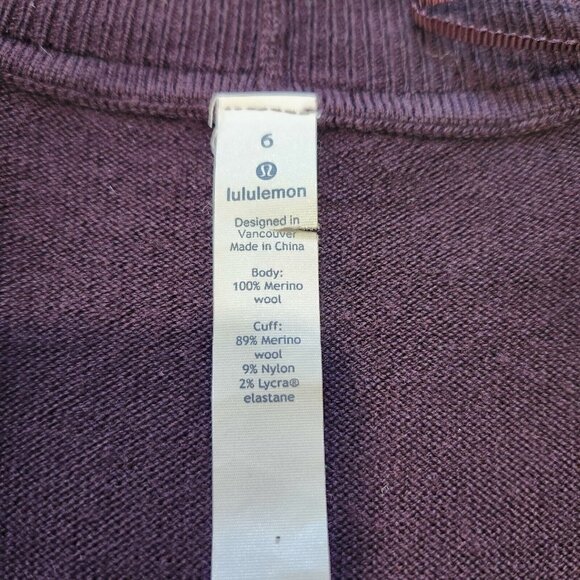 6
lululemon
Designed in
Vancouver
Made in China
Body:
100% Merino
wool
Cuff:
89% Merino
wool
9% Nylon
2% Lycra®
elastane